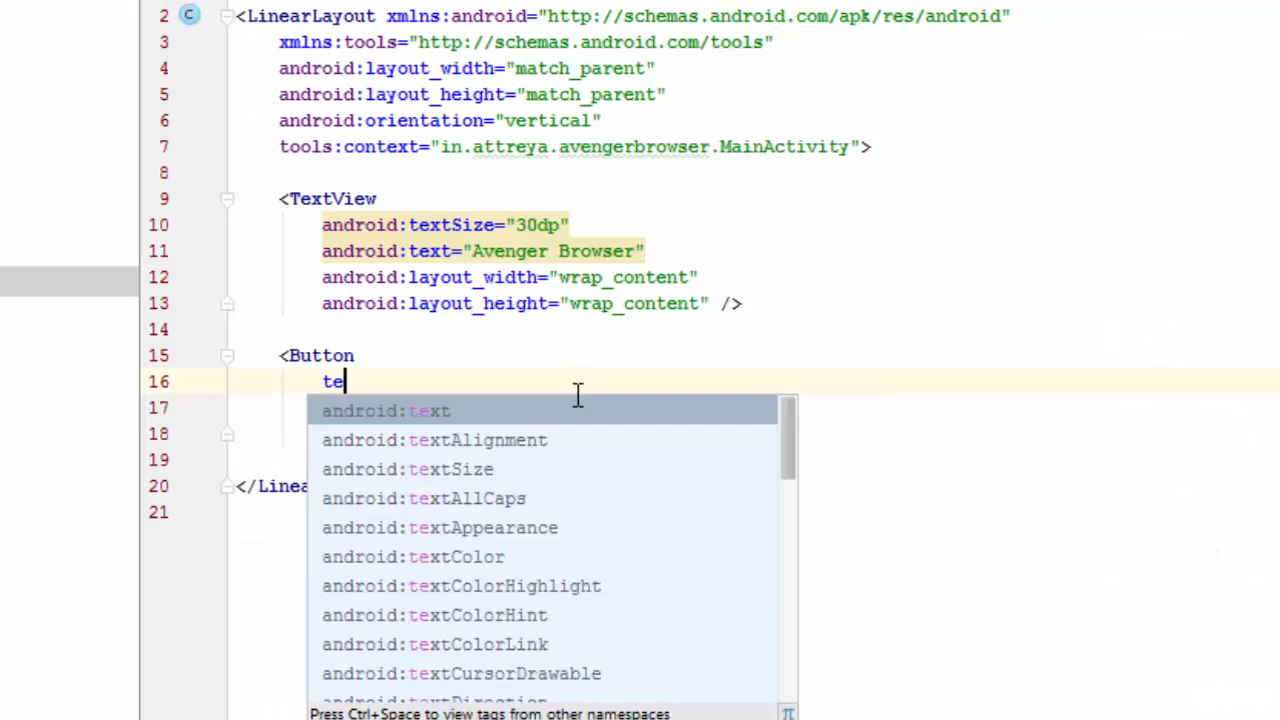 2 C <LinearLayout xmlns:android="http://schemas.android.com/apk/res/android"
3 xmlns:tools="http://schemas.android.com/tools"
4 android:layout_width="match_parent"
5 android:layout_height="match_parent"
6 android:orientation="vertical"
7 tools:context="in.attreya.avengerbrowser.MainActivity">
8
9 <TextView
10 android:textSize="30dp"
11 android:text="Avenger Browser"
12 android:layout_width="wrap_content"
13 android:layout_height="wrap_content" />
14
15 <Button
16 te
17
android:text
18
android:textAlignment
19
android:textSize
20 </Linea
android:textAllCaps
21
android:textAppearance
android:textColor
android:textColorHighlight
android:textColorHint
android:textColorLink
android:textCursorDrawable
android:textDirection
Press Ctrl+Space to view tags from other namespaces π